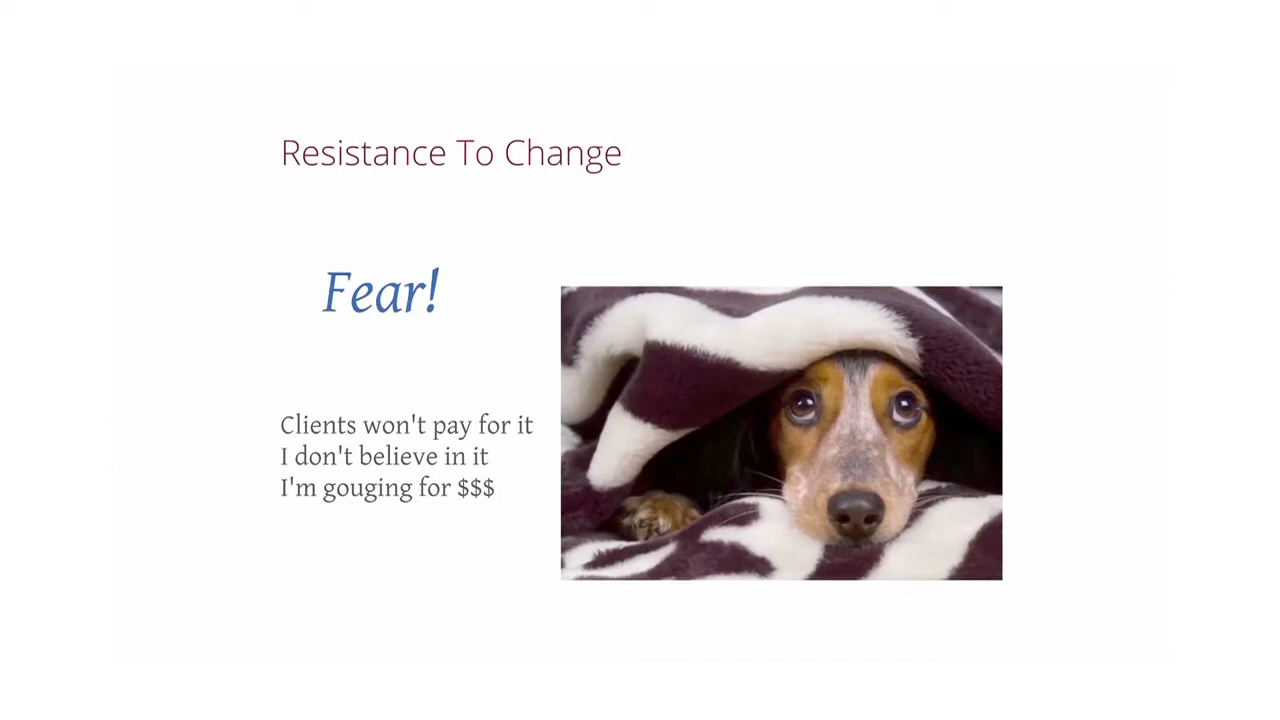 Resistance To Change
Fear!
Clients won't pay for it
I don't believe in it
I'm gouging for $$$